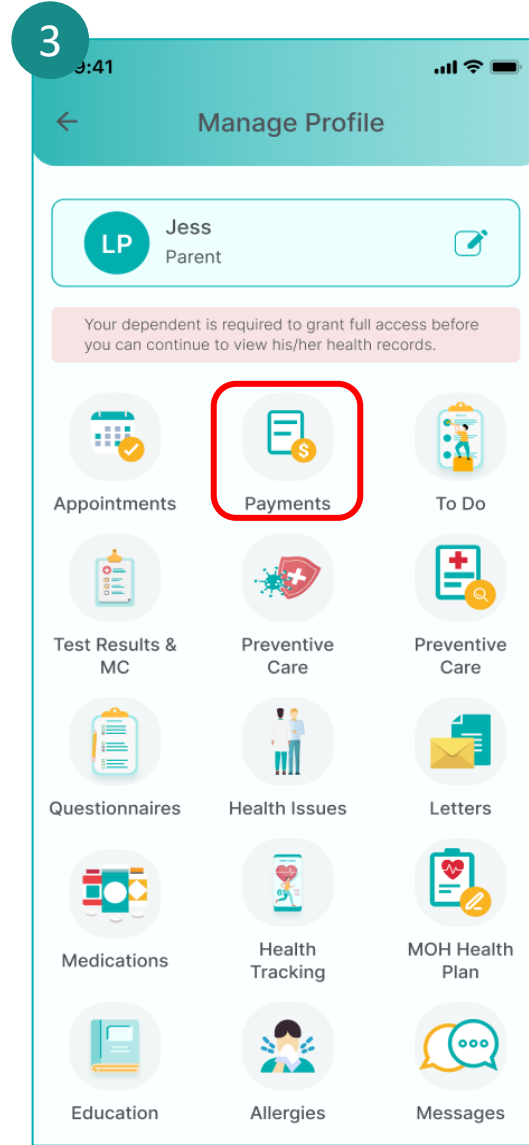 3
9:41
Manage Profile
LP
Jess
Parent
Your dependent is required to grant full access before
you can continue to view his/her health records.
Appointments
Payments
To Do
Test Results &
MC
Preventive
Care
Preventive
Care
Questionnaires
Health Issues
Letters
Medications
Health
Tracking
MOH Health
Plan
Education
Allergies
Messages